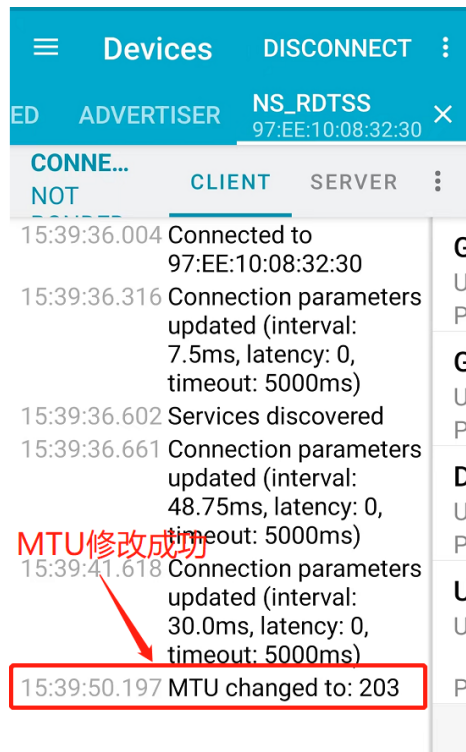 Devices DISCONNECT
ED ADVERTISER NS_RDTSS
97:EE:10:08:32:30
CONNE...
NOT
CLIENT SERVER
15:39:36.004 Connected to
97:EE:10:08:32:30
15:39:36.316 Connection parameters
updated (interval:
7.5ms, latency: 0,
timeout: 5000ms)
15:39:36.602 Services discovered
15:39:36.661 Connection parameters
updated (interval:
48.75ms, latency: 0,
timeout: 5000ms)
MTU修改成功
15:39:41.618 Connection parameters
updated (interval:
30.0ms, latency: 0,
timeout: 5000ms)
15:39:50.197 MTU changed to: 203
G
U
P
G
U
P
D
U
P
U
U
P